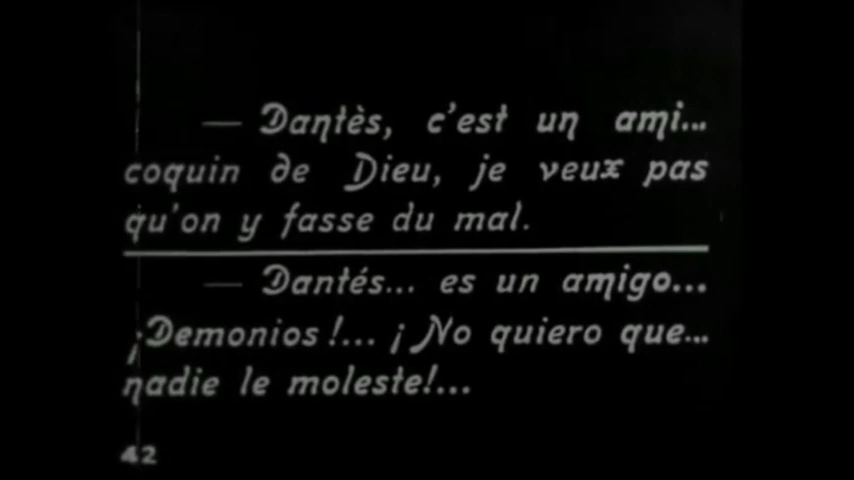 — Dantès, c'est un ami...
coquin de Dieu, je veux pas
qu'on y fasse du mal.
— Dantés... es un amigo...
¡Demonios!... ¡No quiero que...
nadie le moleste!...
42